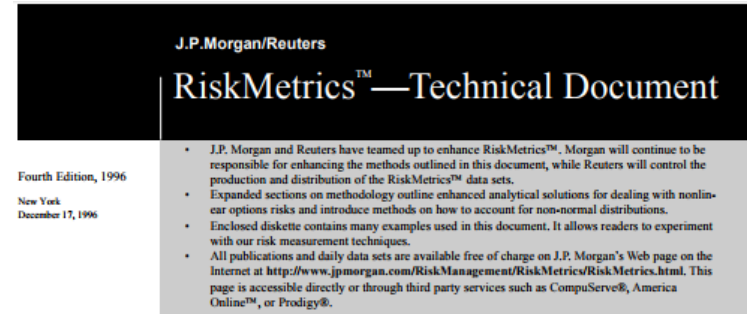 J.P.Morgan/Reuters
RiskMetrics™—Technical Document
Fourth Edition, 1996
New York
December 17, 1996
• J.P. Morgan and Reuters have teamed up to enhance RiskMetrics™. Morgan will continue to be
responsible for enhancing the methods outlined in this document, while Reuters will control the
production and distribution of the RiskMetrics™ data sets.
• Expanded sections on methodology outline enhanced analytical solutions for dealing with nonlin-
ear options risks and introduce methods on how to account for non-normal distributions.
• Enclosed diskette contains many examples used in this document. It allows readers to experiment
with our risk measurement techniques.
• All publications and daily data sets are available free of charge on J.P. Morgan's Web page on the
Internet at http://www.jpmorgan.com/RiskManagement/RiskMetrics/RiskMetrics.html. This
page is accessible directly or through third party services such as CompuServe®, America
Online™, or Prodigy®.